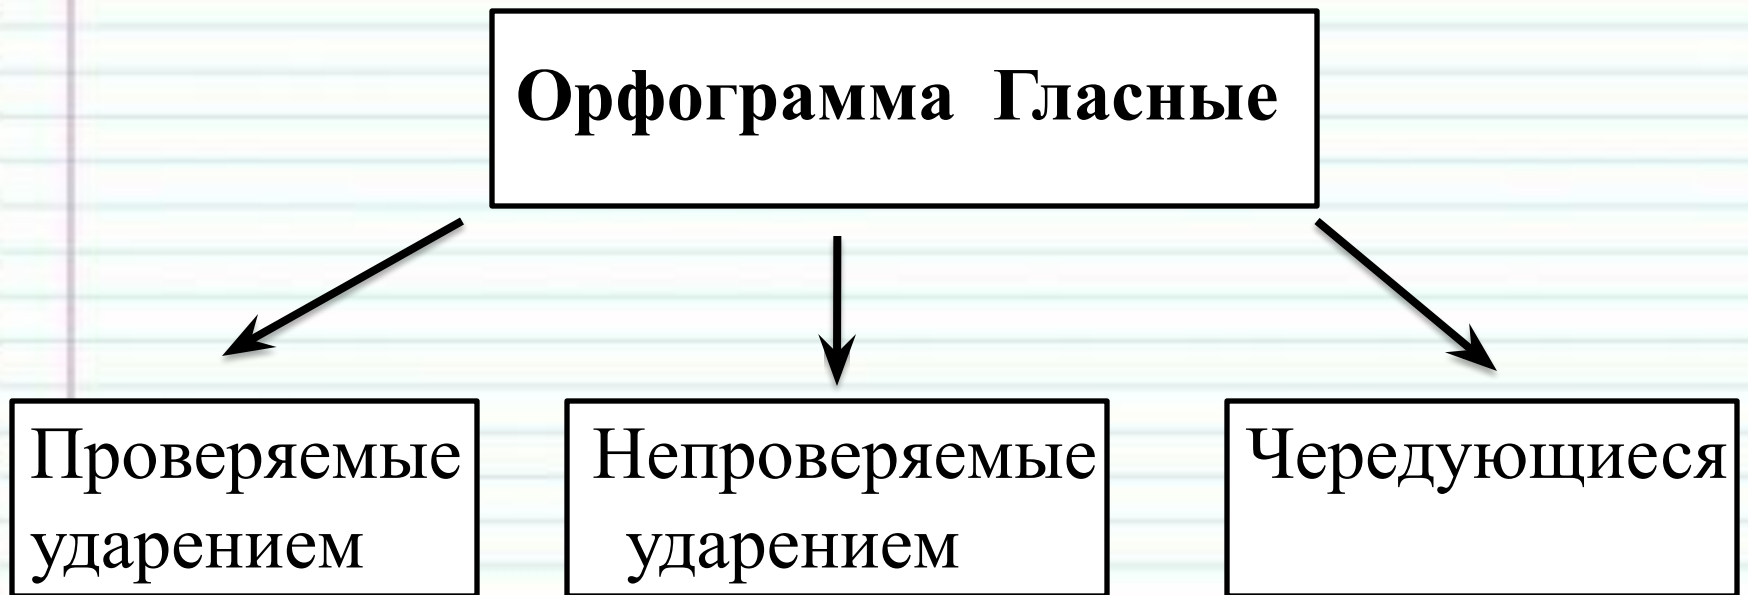 Орфограмма Гласные
Проверяемые
ударением
Непроверяемые
ударением
Чередующиеся